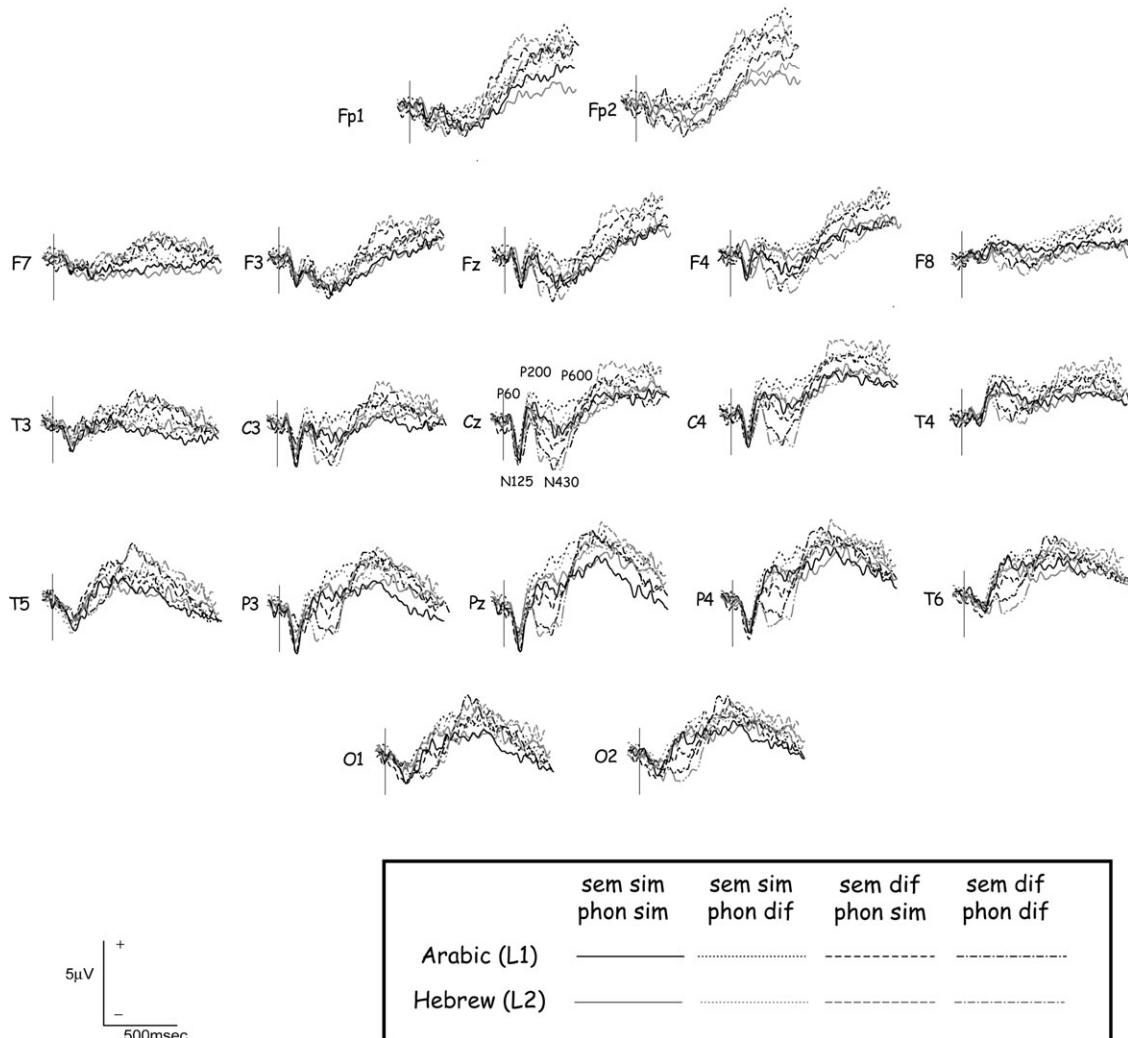 Fp1 Fp2
F7 F3 Fz F4 F8
P200 P600
P60
T3 C3 Cz C4 T4
N125 N430
T5 P3 Pz P4 T6
O1 O2
sem sim sem sim sem dif sem dif
phon sim phon dif phon sim phon dif
Arabic (L1)
Hebrew (L2)
+
5μV
–
500msec